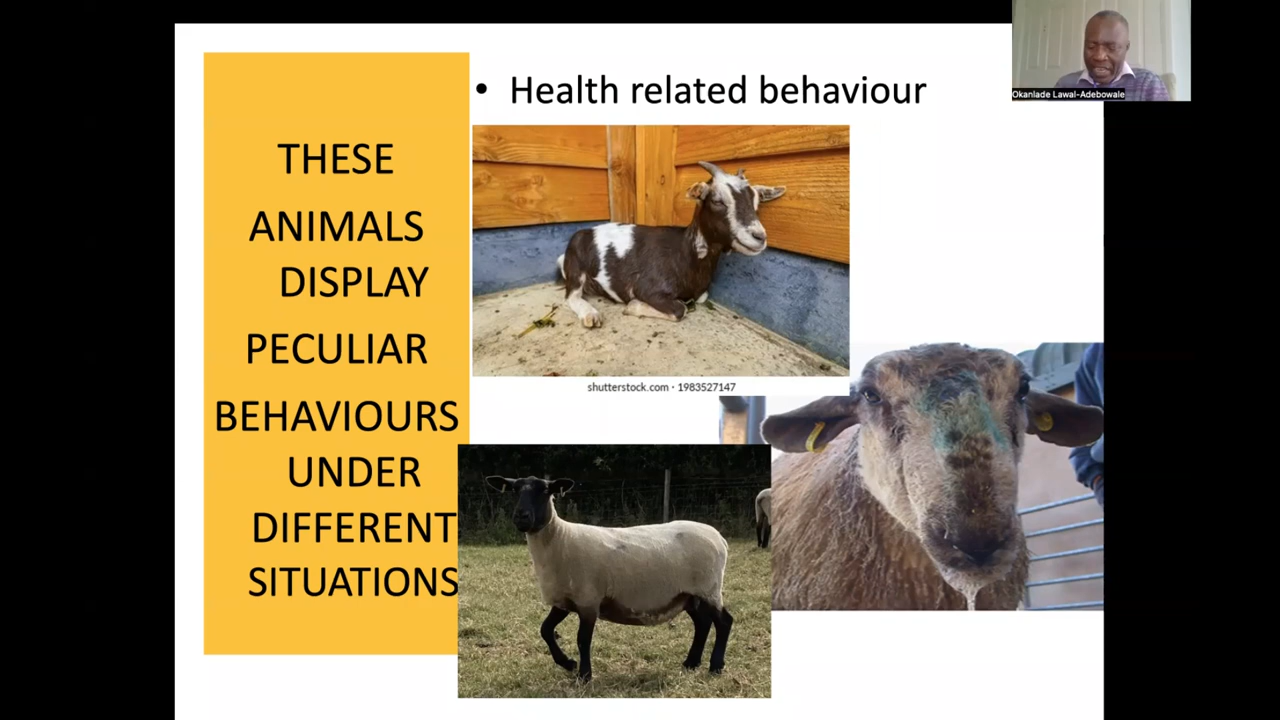 THESE
ANIMALS
DISPLAY
PECULIAR
BEHAVIOURS
UNDER
DIFFERENT
SITUATIONS
• Health related behaviour
shutterstock.com · 1983527147
Okanlade Lawal-Adebowale